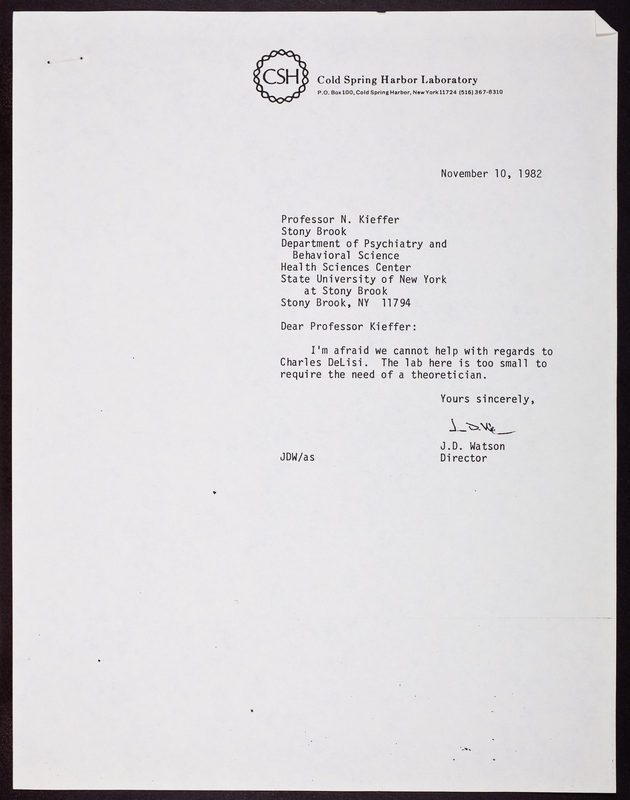 CSH
Cold Spring Harbor Laboratory
P.O. Box 100, Cold Spring Harbor, New York 11724 (516) 367-8310
November 10, 1982
Professor N. Kieffer
Stony Brook
Department of Psychiatry and
Behavioral Science
Health Sciences Center
State University of New York
at Stony Brook
Stony Brook, NY 11794
Dear Professor Kieffer:
I'm afraid we cannot help with regards to
Charles DeLisi. The lab here is too small to
require the need of a theoretician.
Yours sincerely,
J.D. Watson
JDW/as
Director